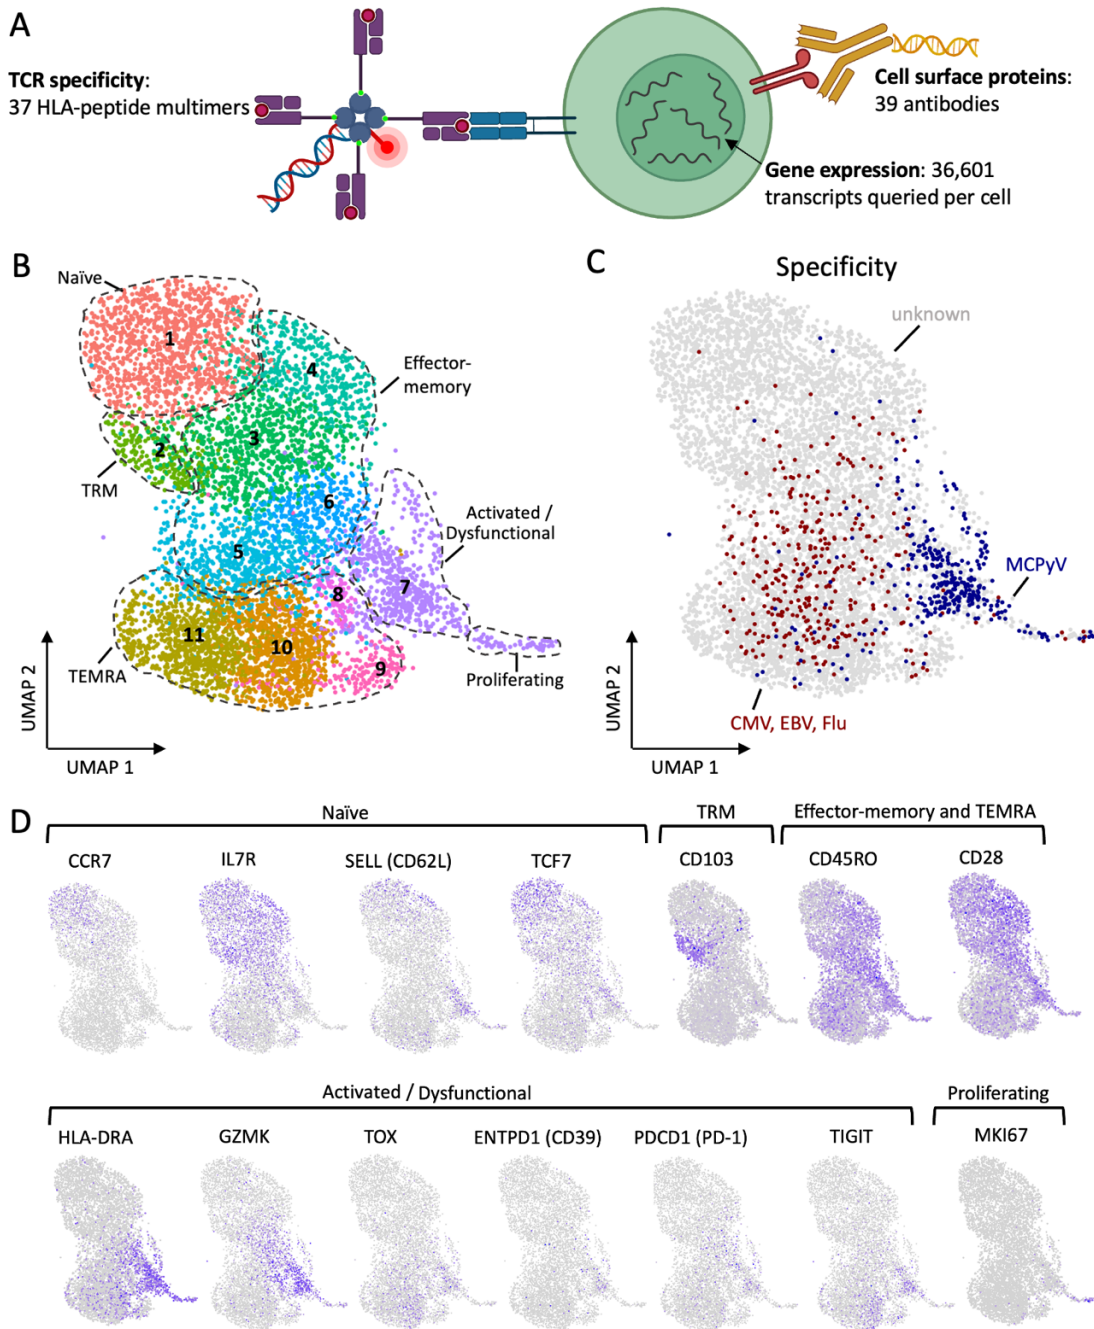 A
TCR specificity:
37 HLA-peptide multimers
Cell surface proteins:
39 antibodies
Gene expression: 36,601
transcripts queried per cell
B
Naïve
1
4
Effector-
memory
2
3
TRM
6
5
Activated /
Dysfunctional
7
8
11
10
9
TEMRA
Proliferating
UMAP 2
UMAP 1
C
Specificity
unknown
MCPyV
CMV, EBV, Flu
UMAP 2
UMAP 1
D
Naïve
TRM
Effector-memory and TEMRA
CCR7
IL7R
SELL (CD62L)
TCF7
CD103
CD45RO
CD28
Activated / Dysfunctional
Proliferating
HLA-DRA
GZMK
TOX
ENTPD1 (CD39)
PDCD1 (PD-1)
TIGIT
MKI67